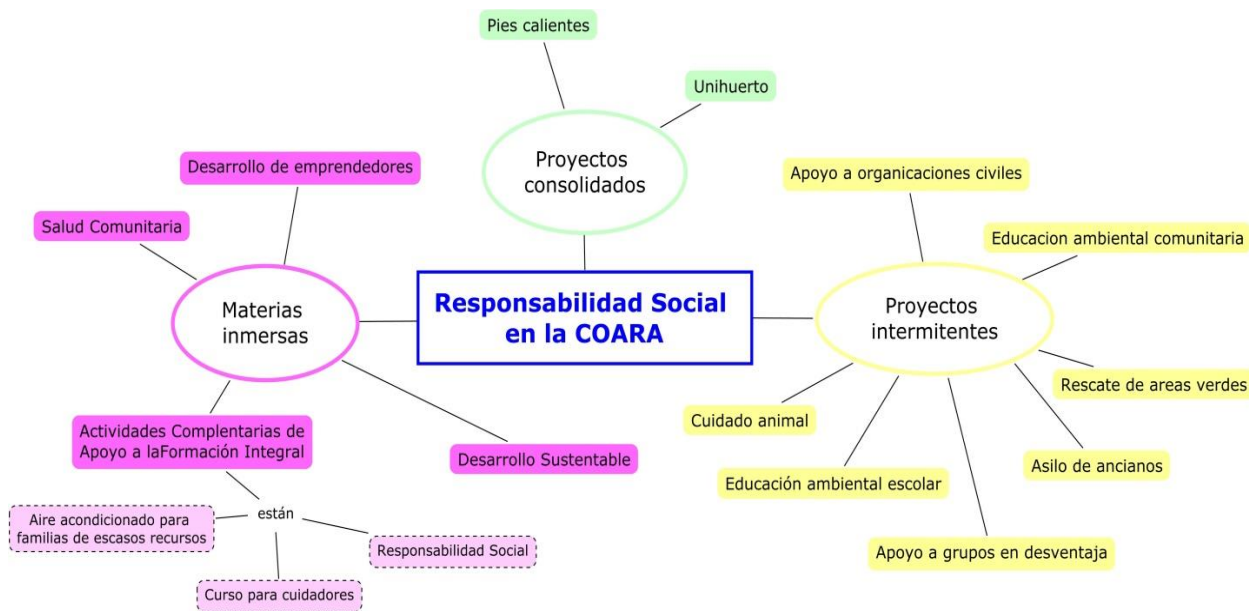 Pies calientes
Unihuerto
Proyectos
consolidados
Desarrollo de emprendedores
Salud Comunitaria
Materias
inmersas
Responsabilidad Social
en la COARA
Apoyo a organicaciones civiles
Educacion ambiental comunitaria
Proyectos
intermitentes
Rescate de areas verdes
Cuidado animal
Asilo de ancianos
Educación ambiental escolar
Apoyo a grupos en desventaja
Actividades Complentarias de
Apoyo a laFormación Integral
Desarrollo Sustentable
están
Aire acondicionado para
familias de escasos recursos
Responsabilidad Social
Curso para cuidadores